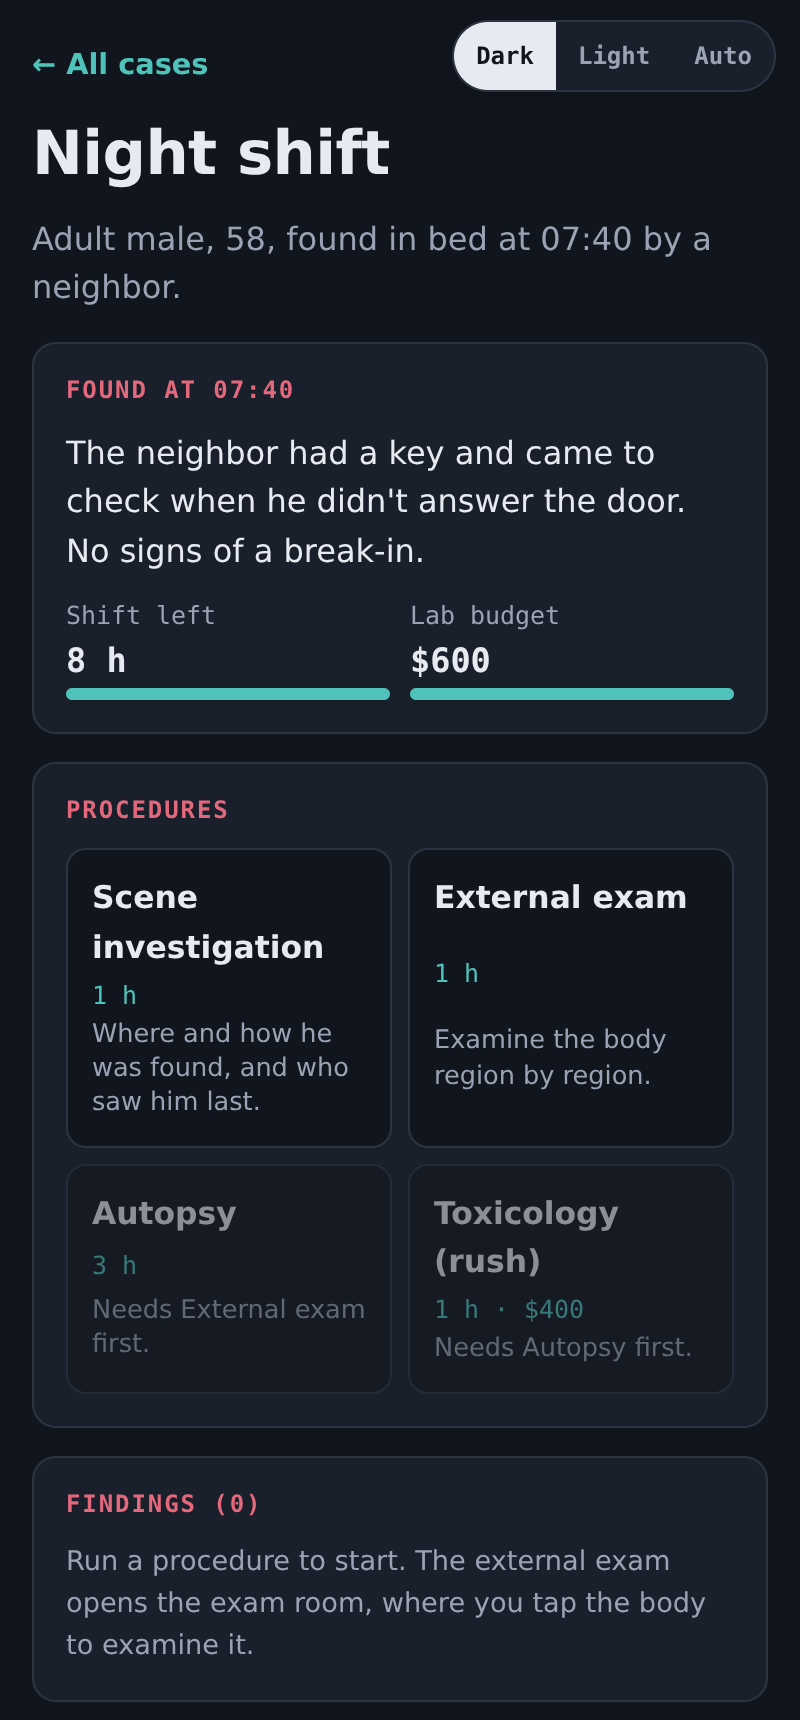 ← All cases
Dark Light Auto
Night shift
Adult male, 58, found in bed at 07:40 by a
neighbor.
FOUND AT 07:40
The neighbor had a key and came to
check when he didn't answer the door.
No signs of a break-in.
Shift left
8 h
Lab budget
$600
PROCEDURES
Scene
investigation
1 h
Where and how he
was found, and who
saw him last.
External exam
1 h
Examine the body
region by region.
Autopsy
3 h
Needs External exam
first.
Toxicology
(rush)
1 h · $400
Needs Autopsy first.
FINDINGS (0)
Run a procedure to start. The external exam
opens the exam room, where you tap the body
to examine it.